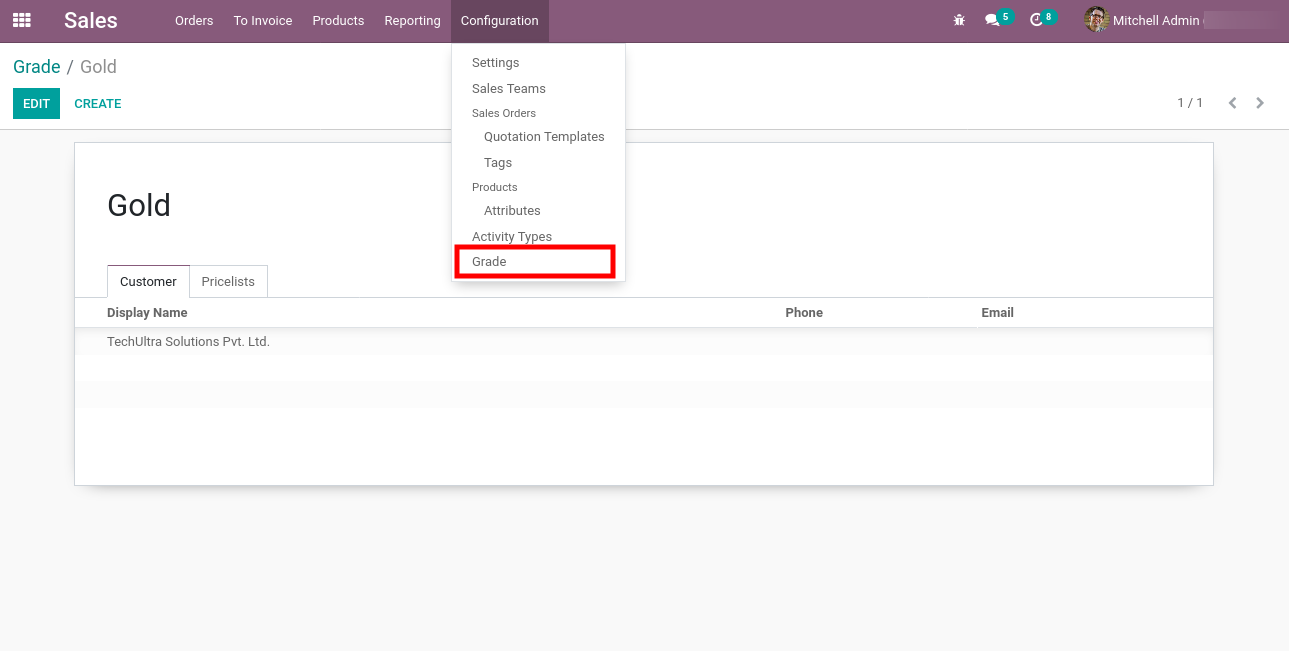 Sales Orders To Invoice Products Reporting Configuration 5 8 Mitchell Admin (
Grade / Gold
EDIT CREATE
1 / 1
Settings
Sales Teams
Sales Orders
Quotation Templates
Tags
Products
Attributes
Activity Types
Grade
Gold
Customer Pricelists
Display Name Phone Email
TechUltra Solutions Pvt. Ltd.